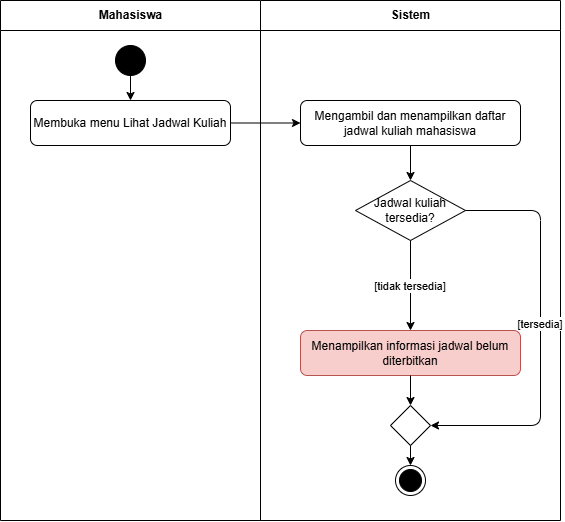 Mahasiswa
Sistem
Membuka menu Lihat Jadwal Kuliah
Mengambil dan menampilkan daftar
jadwal kuliah mahasiswa
Jadwal kuliah
tersedia?
[tidak tersedia]
[tersedia]
Menampilkan informasi jadwal belum
diterbitkan